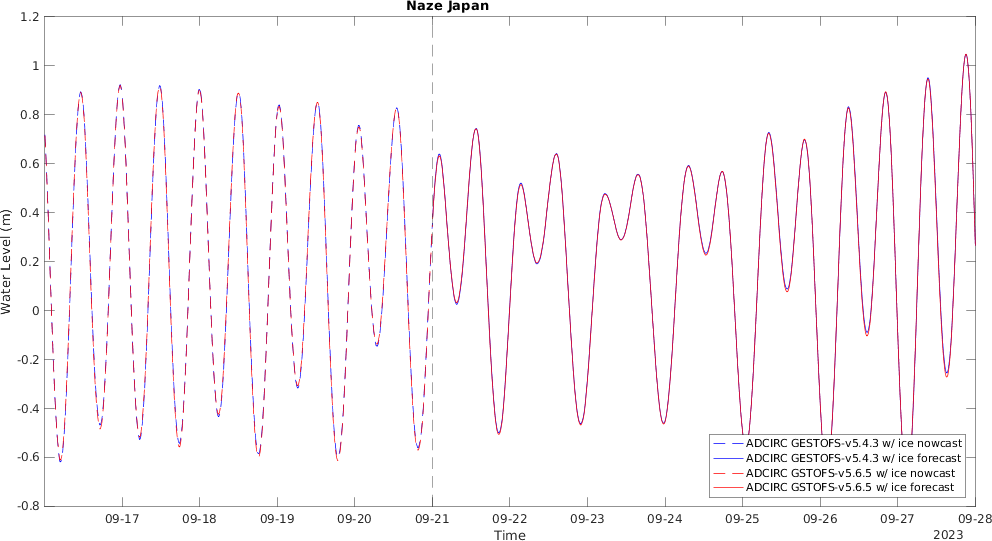 Naze Japan
1.2
1
0.8
0.6
0.4
0.2
0
-0.2
-0.4
-0.6
-0.8
Water Level (m)
ADCIRC GESTOFS-v5.4.3 w/ ice nowcast
ADCIRC GESTOFS-v5.4.3 w/ ice forecast
ADCIRC GSTOFS-v5.6.5 w/ ice nowcast
ADCIRC GSTOFS-v5.6.5 w/ ice forecast
09-17 09-18 09-19 09-20 09-21 09-22 09-23 09-24 09-25 09-26 09-27 09-28
Time
2023